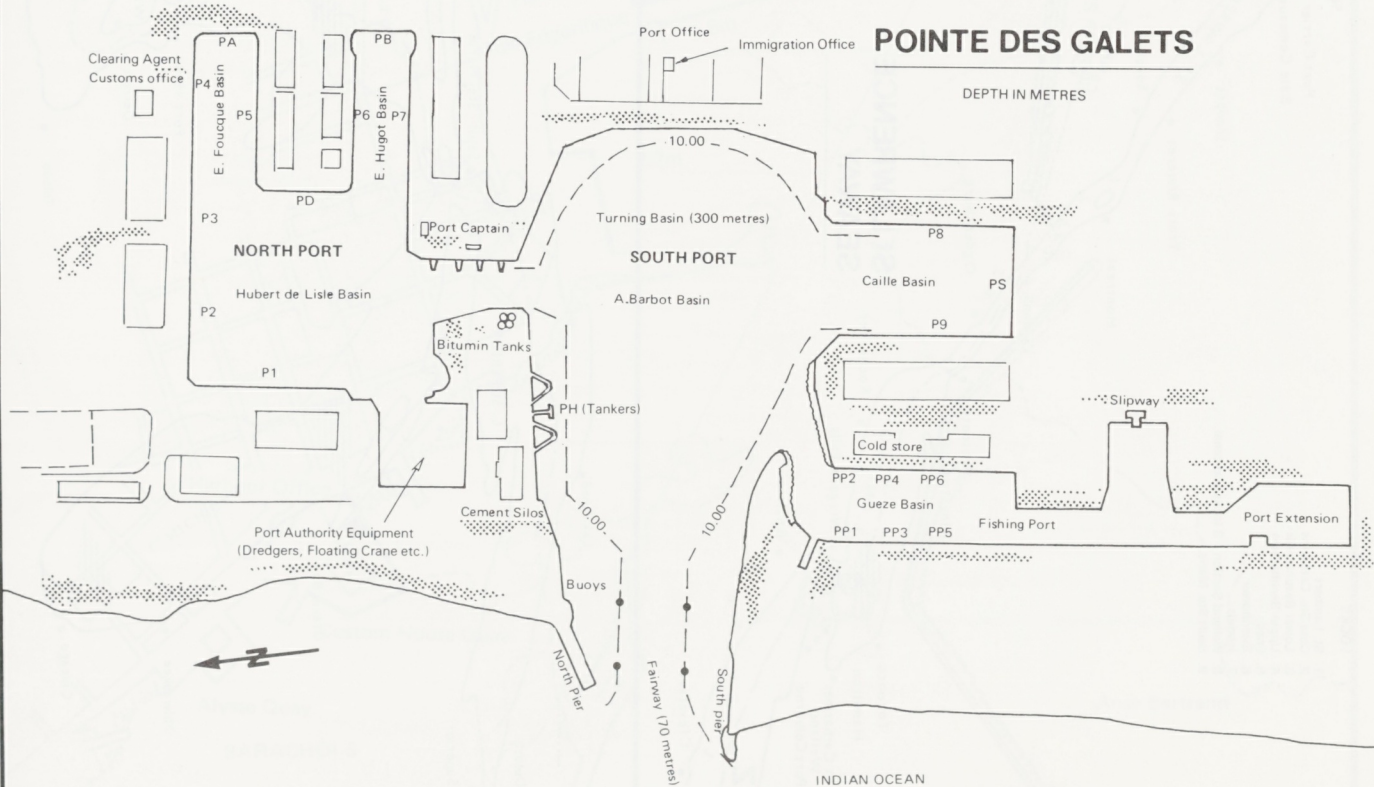 POINTE DES GALETS
DEPTH IN METRES
Port Office
Immigration Office
Clearing Agent
Customs office
PA
PB
P4
E. Foucque Basin
P5
P6
E. Hugot Basin
P7
PD
P3
NORTH PORT
Hubert de Lisle Basin
P2
P1
Port Captain
10.00
Turning Basin (300 metres)
SOUTH PORT
A.Barbot Basin
P8
Caille Basin
PS
P9
Bitumin Tanks
PH (Tankers)
Cement Silos
Port Authority Equipment
(Dredgers, Floating Crane etc.)
10.00
10.00
Slipway
Cold store
PP2 PP4 PP6
Gueze Basin
Fishing Port
Port Extension
PP1 PP3 PP5
Buoys
N
North Pier
Fairway (70 metres)
South pier
INDIAN OCEAN